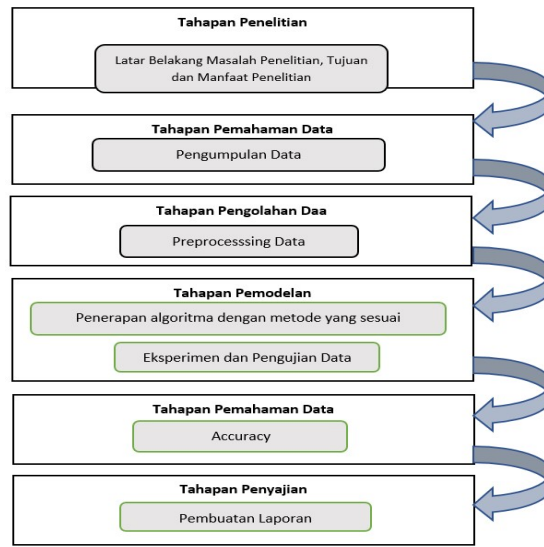 Tahapan Penelitian
Latar Belakang Masalah Penelitian, Tujuan
dan Manfaat Penelitian
Tahapan Pemahaman Data
Pengumpulan Data
Tahapan Pengolahan Daa
Preprocesssing Data
Tahapan Pemodelan
Penerapan algoritma dengan metode yang sesuai
Eksperimen dan Pengujian Data
Tahapan Pemahaman Data
Accuracy
Tahapan Penyajian
Pembuatan Laporan